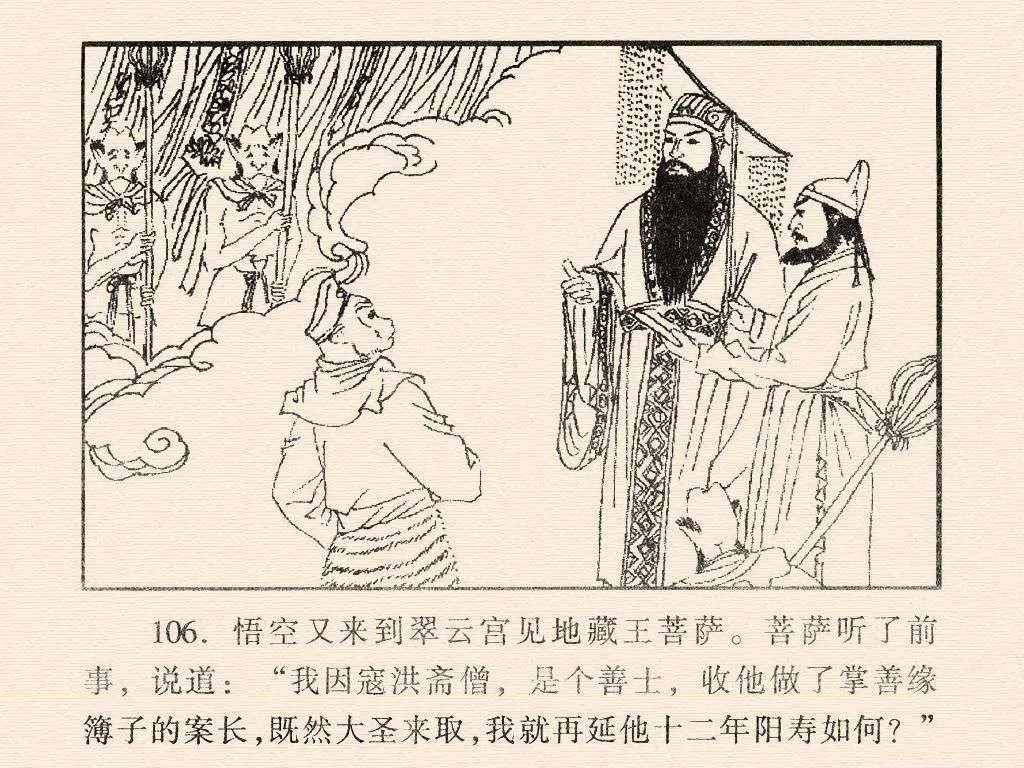 106. 悟空又来到翠云宫见地藏王菩萨。菩萨听了前
事，说道：“我因寇洪斋僧，是个善士，收他做了掌善缘
簿子的案长，既然大圣来取，我就再延他十二年阳寿如何？”